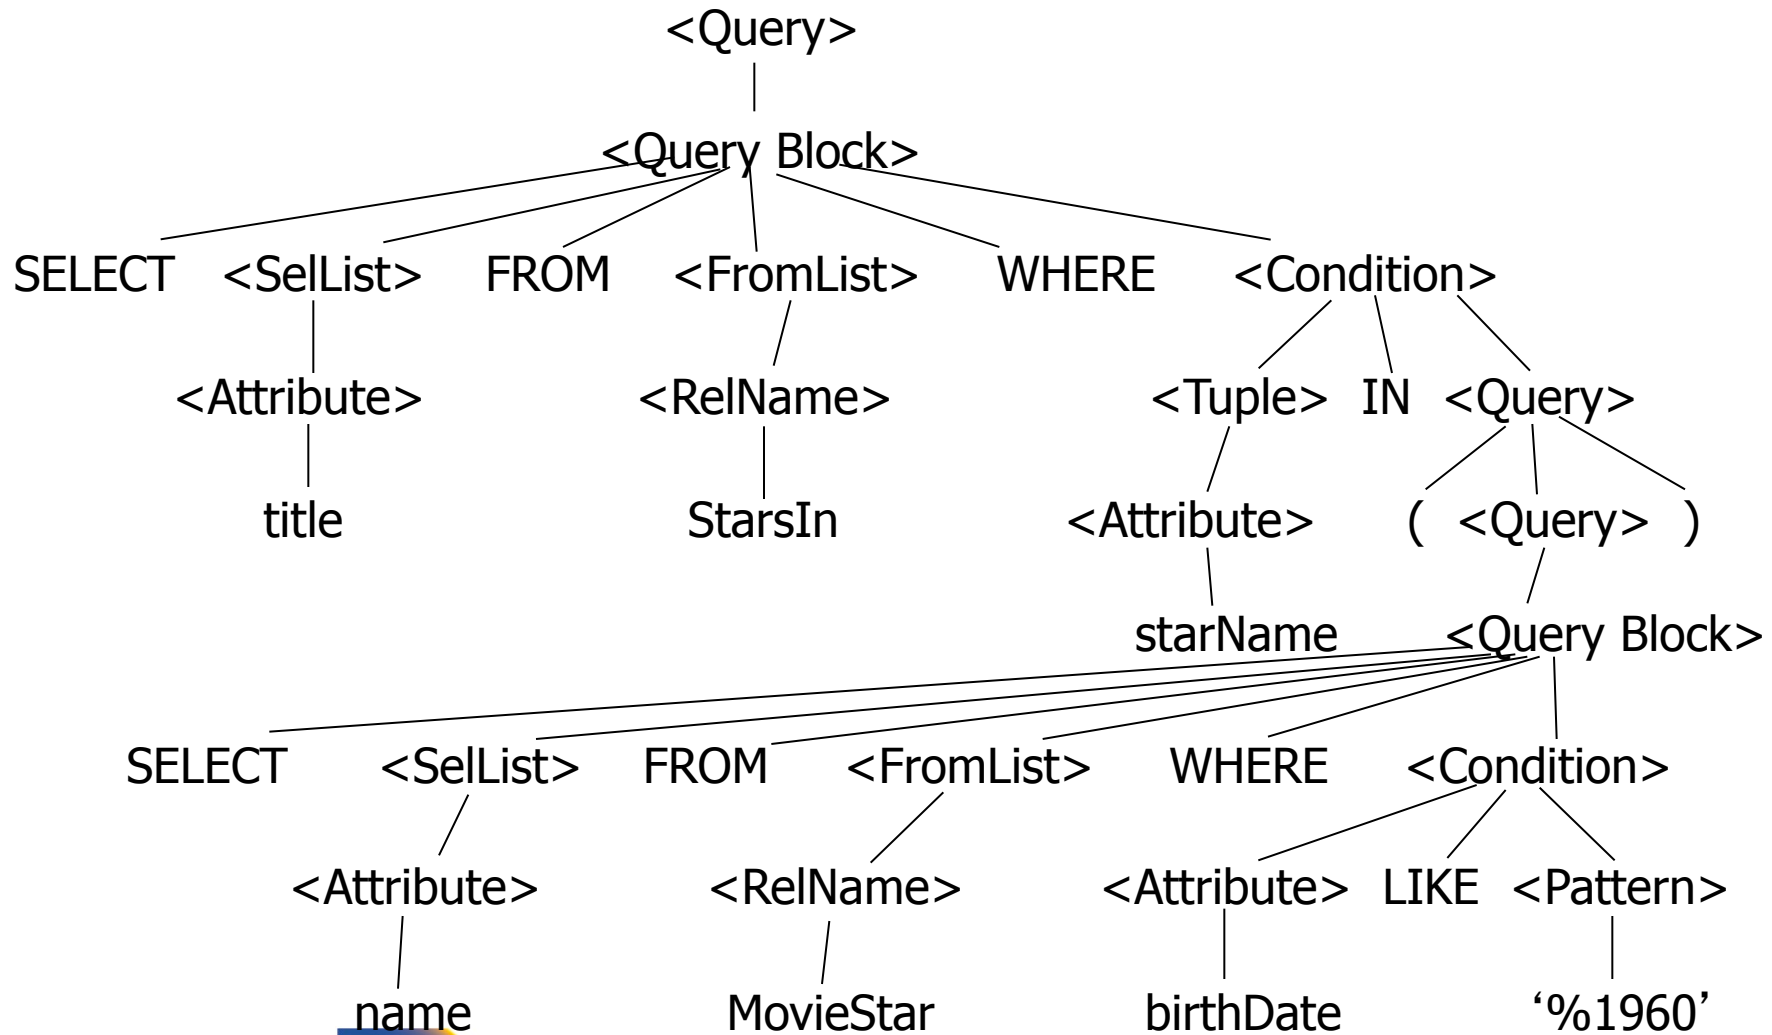 <Query>
<Query Block>
SELECT <SelList> FROM <FromList> WHERE <Condition>
<Attribute> <RelName> <Tuple> IN <Query>
title StarsIn <Attribute> ( <Query> )
starName <Query Block>
SELECT <SelList> FROM <FromList> WHERE <Condition>
<Attribute> <RelName> <Attribute> LIKE <Pattern>
name MovieStar birthDate ‘%1960’